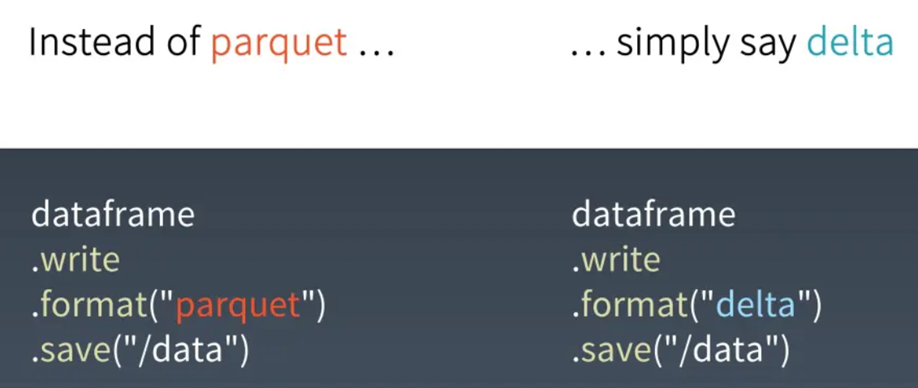 Instead of parquet ...
... simply say delta
dataframe
.write
.format("parquet")
.save("/data")
dataframe
.write
.format("delta")
.save("/data")